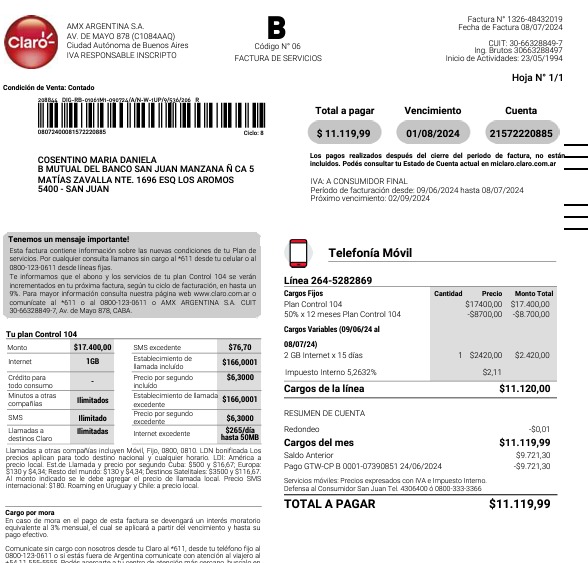 Claro
AMX ARGENTINA S.A.
AV. DE MAYO 878 (C1084AAQ)
Ciudad Autónoma de Buenos Aires
IVA RESPONSABLE INSCRIPTO
B
Código N° 06
FACTURA DE SERVICIOS
Factura N° 1326-48432019
Fecha de Factura 08/07/2024
CUIT: 30-66328849-7
Ing. Brutos 30663288497
Inicio de Actividades: 23/05/1994
Hoja N° 1/1
Condición de Venta: Contado
208844 DIG-RB-01061M1-090724/A/N-W-1UP/9/516/206 R
08072400081572220885
Ciclo: 8
COSENTINO MARIA DANIELA
B MUTUAL DEL BANCO SAN JUAN MANZANA Ñ CA 5
MATÍAS ZAVALLA NTE. 1696 ESQ LOS AROMOS
5400 - SAN JUAN
Total a pagar Vencimiento Cuenta
$ 11.119,99 01/08/2024 21572220885
Los pagos realizados después del cierre del periodo de factura, no están
incluidos. Podés consultar tu Estado de Cuenta actual en miclaro.claro.com.ar
IVA: A CONSUMIDOR FINAL
Período de facturación desde: 09/06/2024 hasta 08/07/2024
Próximo vencimiento: 02/09/2024
Tenemos un mensaje importante!
Esta factura contiene información sobre las nuevas condiciones de tu Plan de
servicios. Por cualquier consulta llamanos sin cargo al *611 desde tu celular o al
0800-123-0611 desde líneas fijas.
Te informamos que el abono y los servicios de tu plan Control 104 se verán
incrementados en tu próxima factura, según tu ciclo de facturación, en hasta un
9%. Para mayor información consulta nuestra página web www.claro.com.ar o
comunícate al *611 o al 0800-123-0611 o AMX ARGENTINA S.A. CUIT
30-66328849-7, Av. de Mayo 878, CABA.
Tu plan Control 104
Monto $17.400,00 SMS excedente $76,70
Internet 1GB Establecimiento de llamada incluído $166,0001
Crédito para todo consumo - Precio por segundo incluído $6,3000
Minutos a otras compañías Ilimitados Establecimiento de llamada excedente $166,0001
SMS Ilimitado Precio por segundo excedente $6,3000
Llamadas a destinos Claro Ilimitadas Internet excedente $265/día hasta 50MB
Llamadas a otras compañías incluyen Móvil, Fijo, 0800, 0810. LDN bonificada Los
precios aplican para todo destino nacional y cualquier horario. LDI: América a
precio local. Est.de Llamada y precio por segundo Cuba: $500 y $16,67; Europa:
$130 y $4,34; Resto del mundo: $130 y $4,34; Destinos Satelitales: $3500 y $116,67.
Al monto indicado se le debe agregar el precio de llamada local. Precio SMS
internacional: $180. Roaming en Uruguay y Chile: a precio local.
Cargo por mora
En caso de mora en el pago de esta factura se devengará un interés moratorio
equivalente al 3% mensual, el cual se aplicará a partir del vencimiento y hasta su
pago efectivo.
Comunicate sin cargo con nosotros desde tu Claro al *611, desde tu teléfono fijo al
0800-123-0611 o si estás fuera de Argentina comunicate con atención al viajero al
Telefonía Móvil
Línea 264-5282869
Cargos Fijos Cantidad Precio Monto Total
Plan Control 104 $17400,00 $17.400,00
50% x 12 meses Plan Control 104 -$8700,00 -$8.700,00
Cargos Variables (09/06/24 al
08/07/24)
2 GB Internet x 15 días 1 $2420,00 $2.420,00
Impuesto Interno 5,2632% $2,11
Cargos de la línea $11.120,00
RESUMEN DE CUENTA
Redondeo -$0,01
Cargos del mes $11.119,99
Saldo Anterior $9.721,30
Pago GTW-CP B 0001-07390851 24/06/2024 -$9.721,30
Servicios móviles: Precios expresados con IVA e Impuesto Interno.
Defensa al Consumidor San Juan Tel. 4306400 ó 0800-333-3366
TOTAL A PAGAR $11.119,99